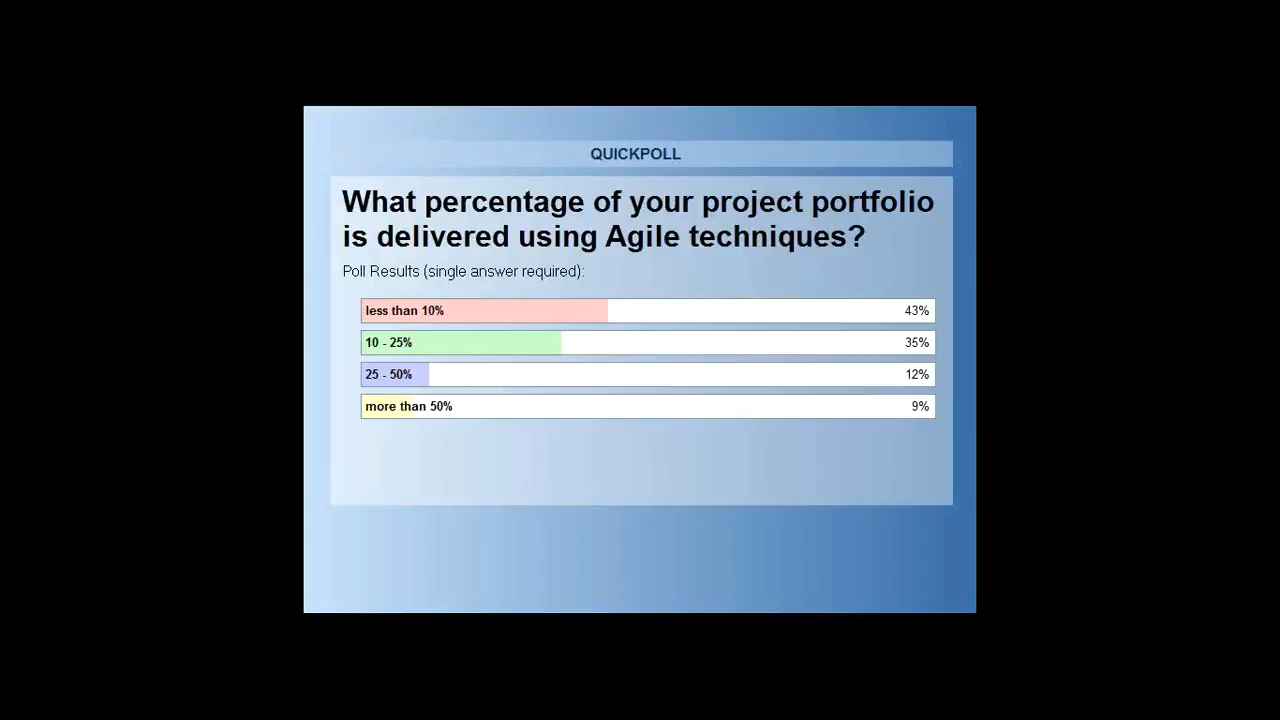 QUICKPOLL
What percentage of your project portfolio
is delivered using Agile techniques?
Poll Results (single answer required):
less than 10% 43%
10 - 25% 35%
25 - 50% 12%
more than 50% 9%